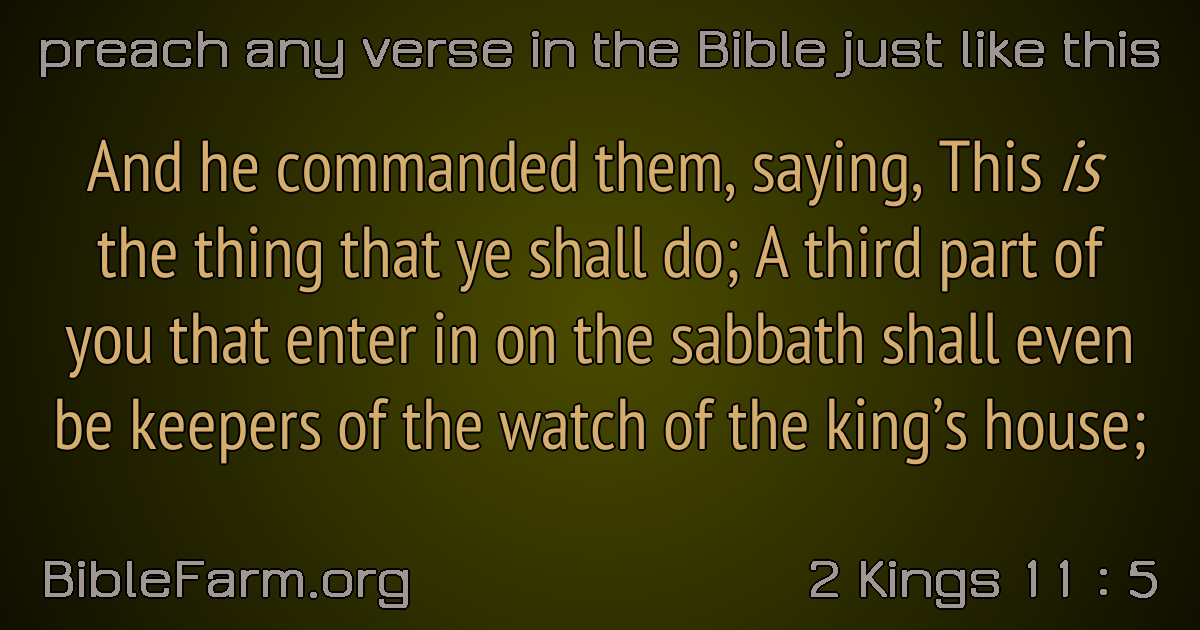 preach any verse in the Bible just like this
And he commanded them, saying, This is
the thing that ye shall do; A third part of
you that enter in on the sabbath shall even
be keepers of the watch of the king’s house;
BibleFarm.org
2 Kings 11 : 5